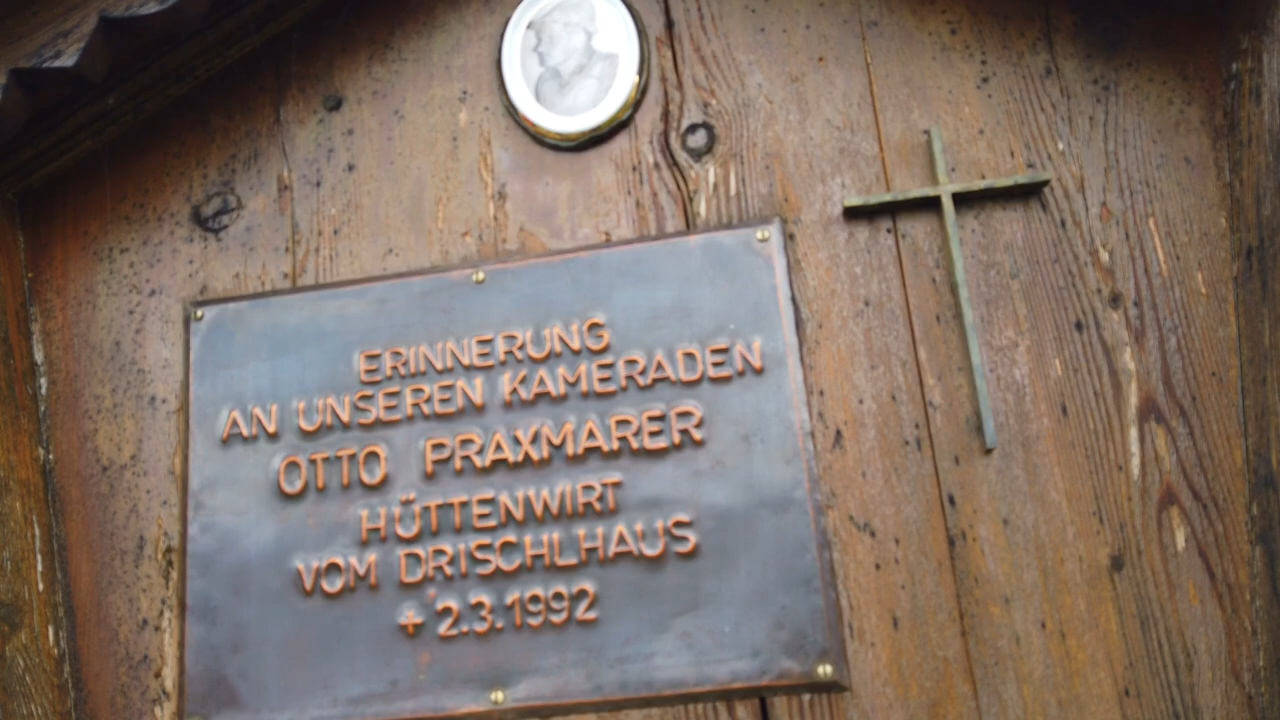 ERINNERUNG
AN UNSEREN KAMERADEN
OTTO PRAXMARER
HÜTTENWIRT
VOM DRISCHLHAUS
+ 2.3.1992